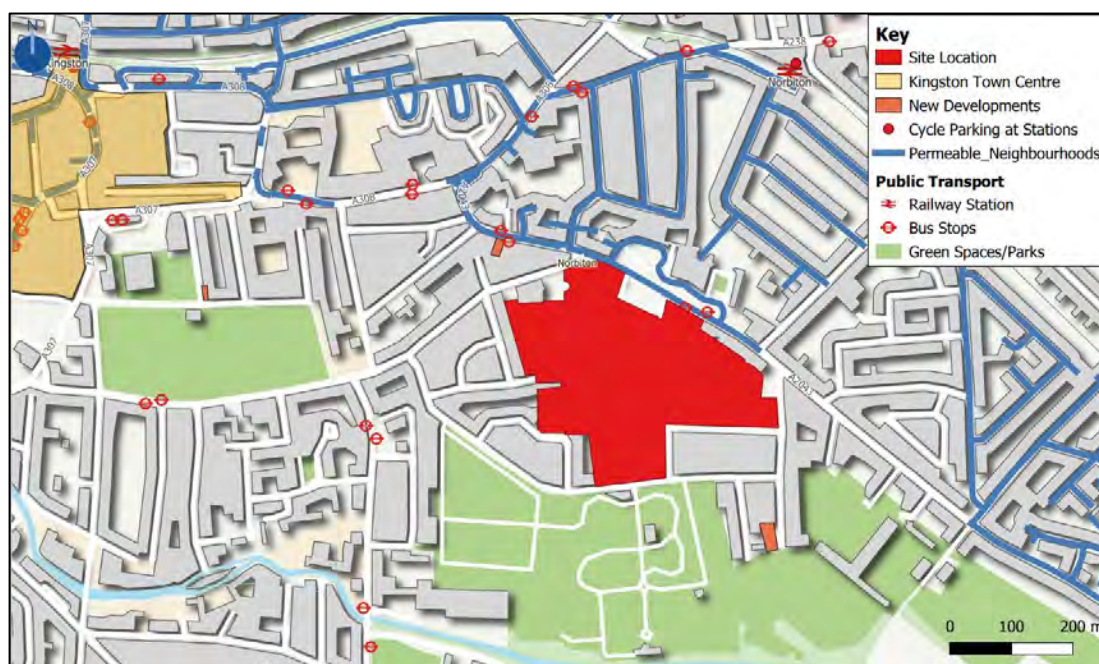 N
Kingston
A308
A307
A308
A307
A307
A307
A308
A238
Norbiton
A2043
Norbiton
Key
Site Location
Kingston Town Centre
New Developments
Cycle Parking at Stations
Permeable_Neighbourhoods
Public Transport
Railway Station
Bus Stops
Green Spaces/Parks
0 100 200 m